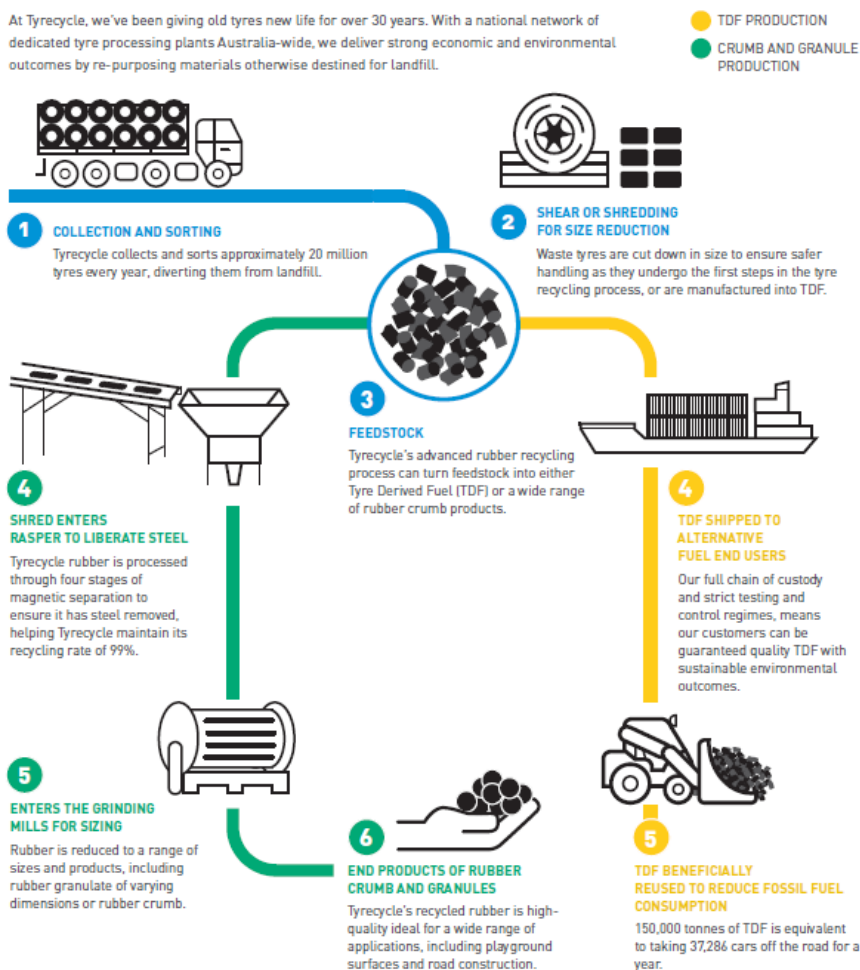 At Tyrecycle, we've been giving old tyres new life for over 30 years. With a national network of
dedicated tyre processing plants Australia-wide, we deliver strong economic and environmental
outcomes by re-purposing materials otherwise destined for landfill.
TDF PRODUCTION
CRUMB AND GRANULE
PRODUCTION
1
COLLECTION AND SORTING
Tyrecycle collects and sorts approximately 20 million
tyres every year, diverting them from landfill.
2
SHEAR OR SHREDDING
FOR SIZE REDUCTION
Waste tyres are cut down in size to ensure safer
handling as they undergo the first steps in the tyre
recycling process, or are manufactured into TDF.
3
FEEDSTOCK
Tyrecycle's advanced rubber recycling
process can turn feedstock into either
Tyre Derived Fuel (TDF) or a wide range
of rubber crumb products.
4
SHRED ENTERS
RASPER TO LIBERATE STEEL
Tyrecycle rubber is processed
through four stages of
magnetic separation to
ensure it has steel removed,
helping Tyrecycle maintain its
recycling rate of 99%.
4
TDF SHIPPED TO
ALTERNATIVE
FUEL END USERS
Our full chain of custody
and strict testing and
control regimes, means
our customers can be
guaranteed quality TDF with
sustainable environmental
outcomes.
5
ENTERS THE GRINDING
MILLS FOR SIZING
Rubber is reduced to a range of
sizes and products, including
rubber granulate of varying
dimensions or rubber crumb.
6
END PRODUCTS OF RUBBER
CRUMB AND GRANULES
Tyrecycle's recycled rubber is high-
quality ideal for a wide range of
applications, including playground
surfaces and road construction.
5
TDF BENEFICIALLY
REUSED TO REDUCE FOSSIL FUEL
CONSUMPTION
150,000 tonnes of TDF is equivalent
to taking 37,286 cars off the road for a
year.